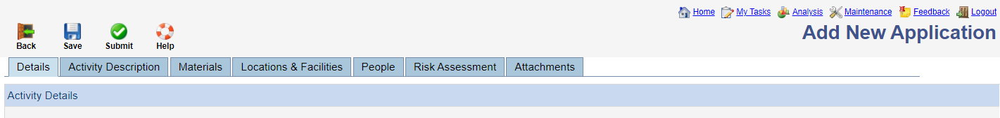 Home My Tasks Analysis Maintenance Feedback Logout
Add New Application
Back Save Submit Help
Details Activity Description Materials Locations & Facilities People Risk Assessment Attachments
Activity Details